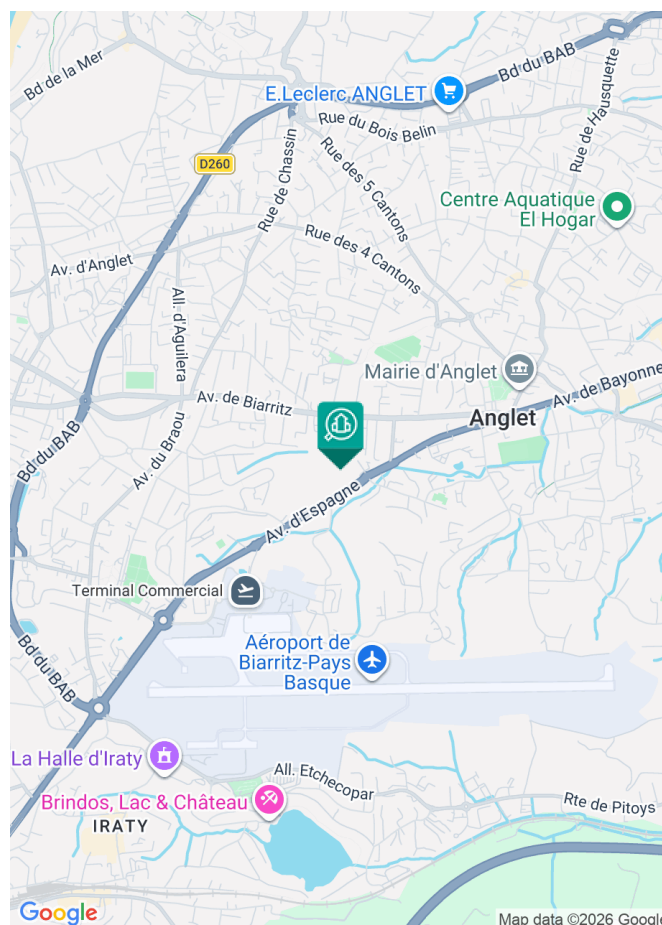 Bd de la Mer
Bd du BAB
E.Leclerc ANGLET
Rue du Bois Belin
Rue de Hausquette
D260
Rue de Chassin
Rue des 5 Cantons
Centre Aquatique
El Hogar
Rue des 4 Cantons
Av. d'Anglet
All. d'Aguilera
Mairie d'Anglet
Av. de Bayonne
Av. de Biarritz
Anglet
Bd du BAB
Av. du Braou
Av. d'Espagne
Terminal Commercial
Bd du BAB
Aéroport de
Biarritz-Pays
Basque
La Halle d'Iraty
All. Etchecopar
Brindos, Lac & Château
Rte de Pitoys
IRATY
Google
Map data ©2026 Google